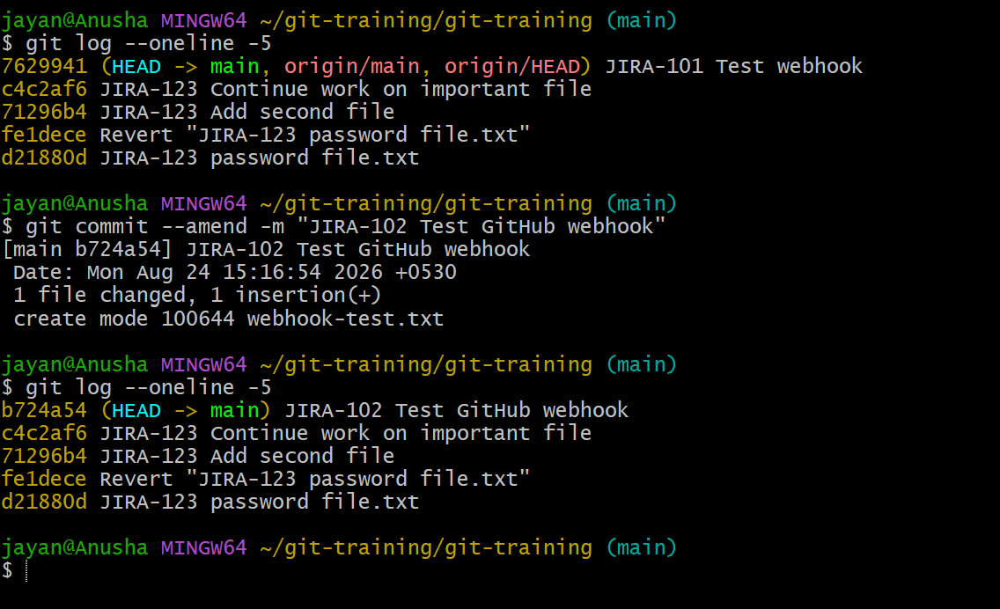 jayan@Anusha MINGW64 ~/git-training/git-training (main)
$ git log --oneline -5
7629941 (HEAD -> main, origin/main, origin/HEAD) JIRA-101 Test webhook
c4c2af6 JIRA-123 Continue work on important file
71296b4 JIRA-123 Add second file
fe1dece Revert "JIRA-123 password file.txt"
d21880d JIRA-123 password file.txt
jayan@Anusha MINGW64 ~/git-training/git-training (main)
$ git commit --amend -m "JIRA-102 Test GitHub webhook"
[main b724a54] JIRA-102 Test GitHub webhook
 Date: Mon Aug 24 15:16:54 2026 +0530
 1 file changed, 1 insertion(+)
 create mode 100644 webhook-test.txt
jayan@Anusha MINGW64 ~/git-training/git-training (main)
$ git log --oneline -5
b724a54 (HEAD -> main) JIRA-102 Test GitHub webhook
c4c2af6 JIRA-123 Continue work on important file
71296b4 JIRA-123 Add second file
fe1dece Revert "JIRA-123 password file.txt"
d21880d JIRA-123 password file.txt
jayan@Anusha MINGW64 ~/git-training/git-training (main)
$